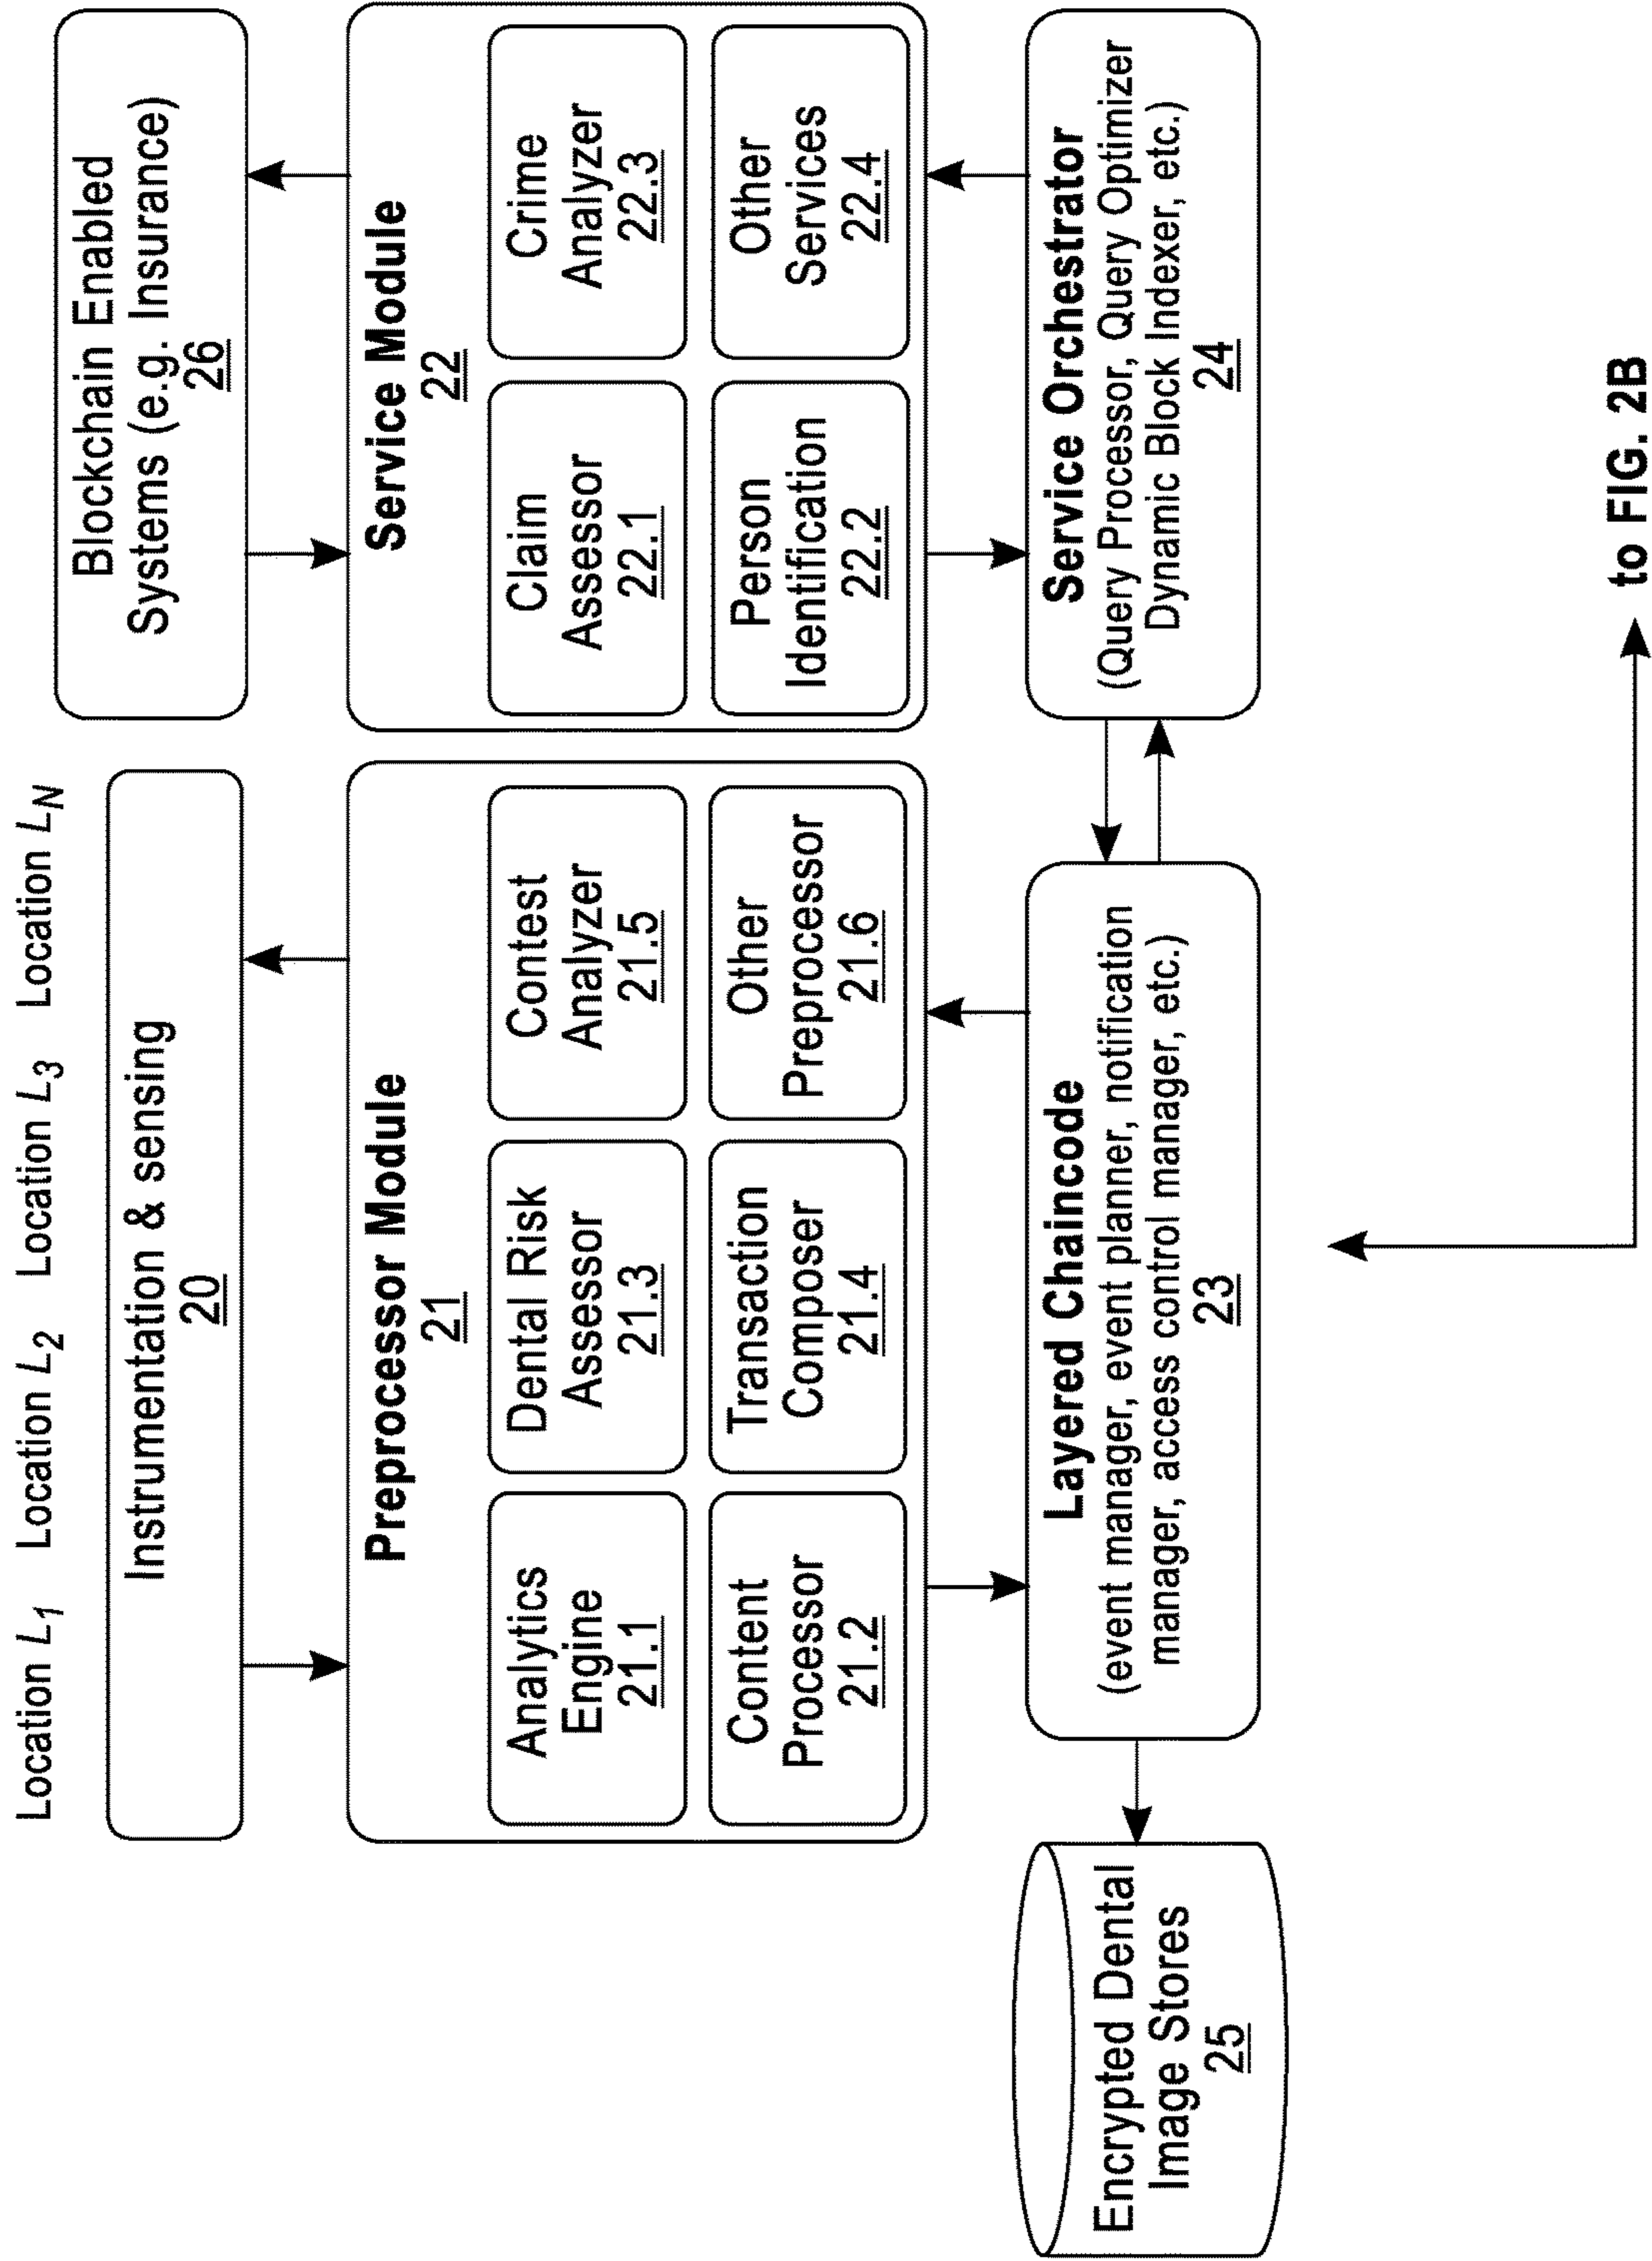 Location L1 Location L2 Location L3 Location LN
Instrumentation & sensing
20
Blockchain Enabled
Systems (e.g. Insurance)
26
Preprocessor Module
21
Analytics
Engine
21.1
Dental Risk
Assessor
21.3
Contest
Analyzer
21.5
Content
Processor
21.2
Transaction
Composer
21.4
Other
Preprocessor
21.6
Service Module
22
Claim
Assessor
22.1
Crime
Analyzer
22.3
Person
Identification
22.2
Other
Services
22.4
Encrypted Dental
Image Stores
25
Layered Chaincode
(event manager, event planner, notification
manager, access control manager, etc.)
23
Service Orchestrator
(Query Processor, Query Optimizer
Dynamic Block Indexer, etc.)
24
to FIG. 2B